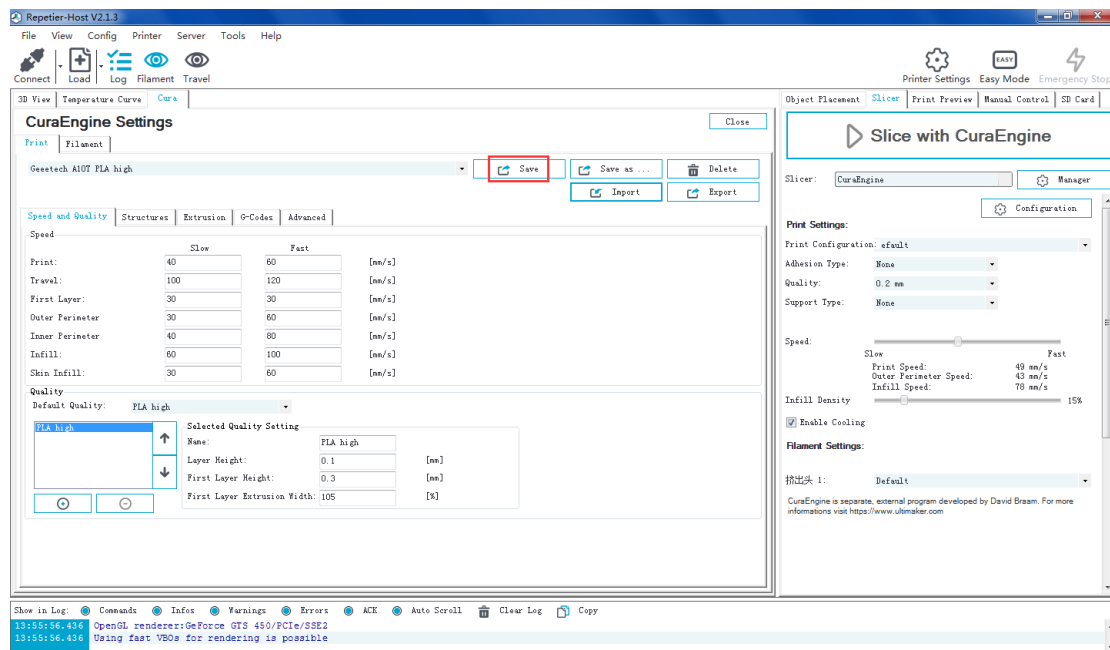 Repetier-Host V2.1.3
File View Config Printer Server Tools Help
Connect Load Log Filament Travel
Printer Settings Easy Mode Emergency Stop
EASY
3D View Temperature Curve Cura
Object Placement Slicer Print Preview Manual Control SD Card
CuraEngine Settings
Close
Print Filament
Geeetech A10T PLA high
Save Save as ... Delete
Import Export
Speed and Quality Structures Extrusion G-Codes Advanced
Speed
Slow Fast
Print: 40 60 [mm/s]
Travel: 100 120 [mm/s]
First Layer: 30 30 [mm/s]
Outer Perimeter 30 60 [mm/s]
Inner Perimeter 40 80 [mm/s]
Infill: 60 100 [mm/s]
Skin Infill: 30 60 [mm/s]
Quality
Default Quality: PLA high
PLA high
Selected Quality Setting
Name: PLA high
Layer Height: 0.1 [mm]
First Layer Height: 0.3 [mm]
First Layer Extrusion Width: 105 [%]
Slice with CuraEngine
Slicer: CuraEngine Manager
Configuration
Print Settings:
Print Configuration: efault
Adhesion Type: None
Quality: 0.2 mm
Support Type: None
Speed:
Slow Fast
Print Speed: 49 mm/s
Outer Perimeter Speed: 43 mm/s
Infill Speed: 78 mm/s
Infill Density 15%
Enable Cooling
Filament Settings:
挤出头 1: Default
CuraEngine is separate, external program developed by David Braam. For more
informations visit https://www.ultimaker.com
Show in Log: Commands Infos Warnings Errors ACK Auto Scroll Clear Log Copy
13:55:56.436 OpenGL renderer:GeForce GTS 450/PCIe/SSE2
13:55:56.436 Using fast VBOs for rendering is possible